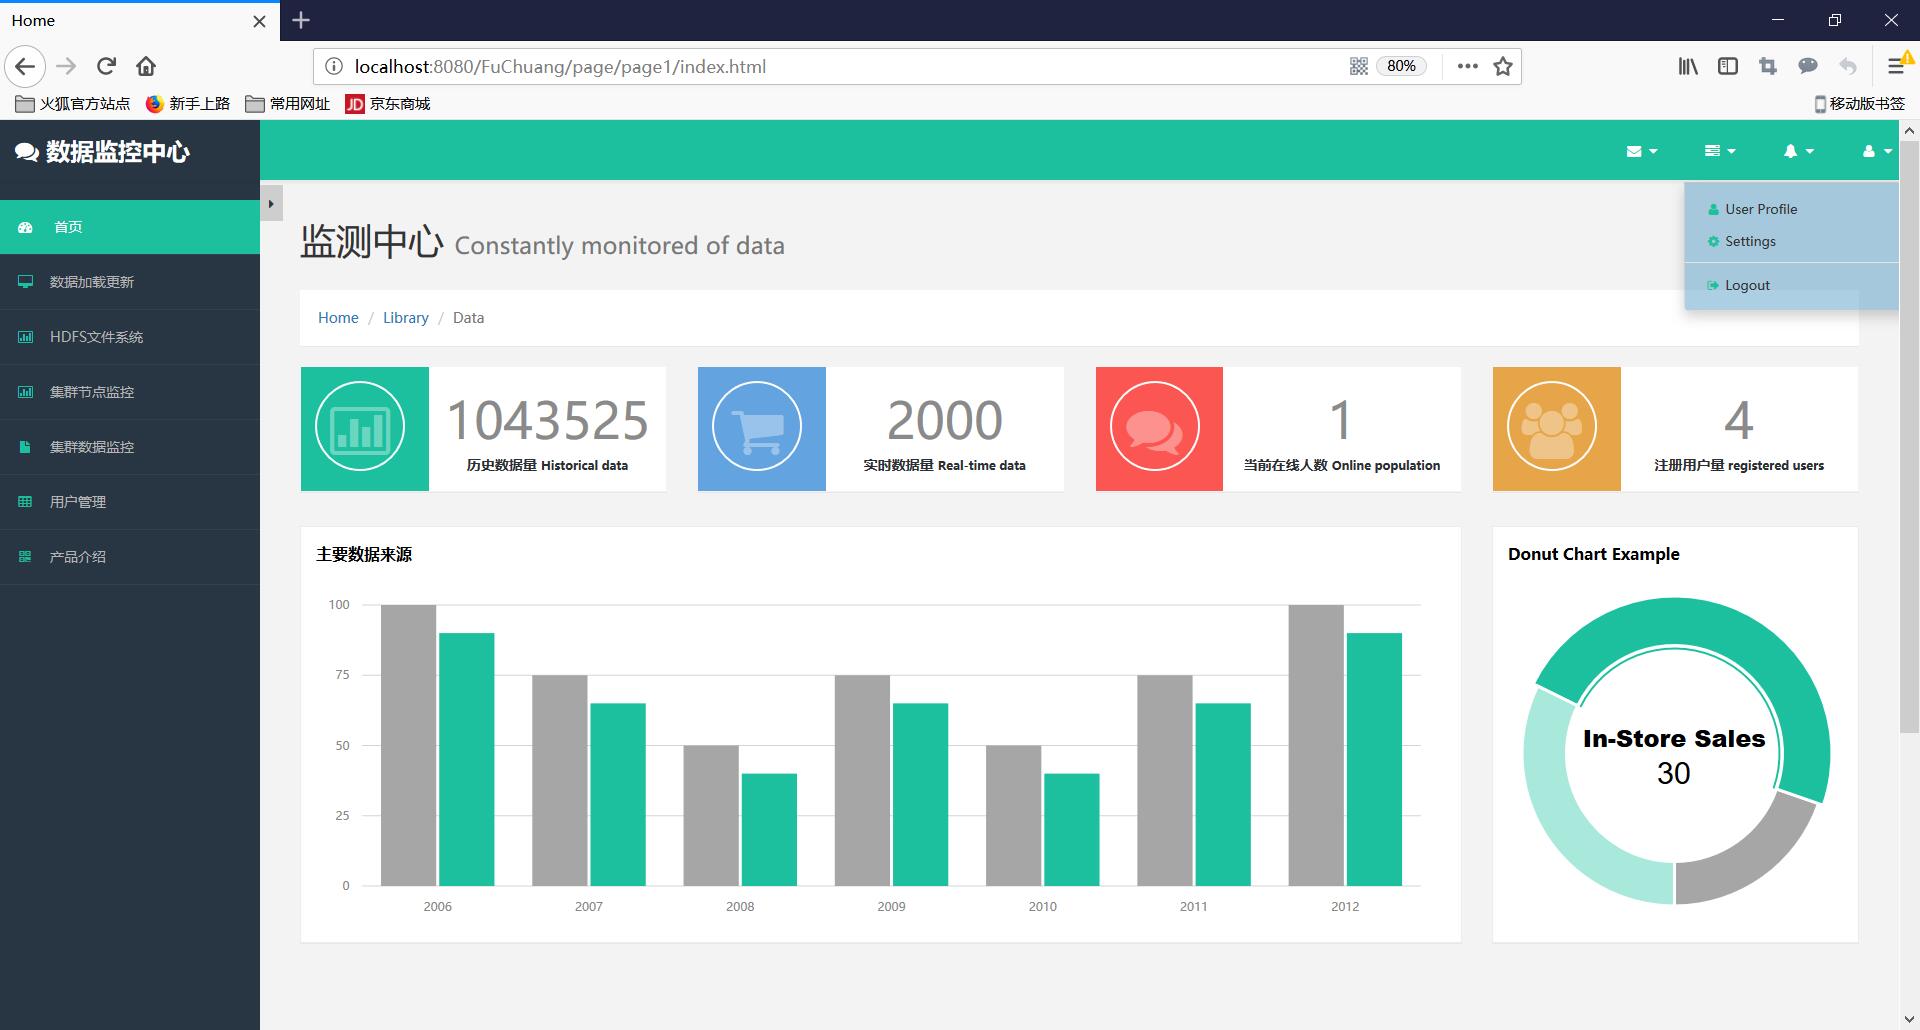 Home
localhost:8080/FuChuang/page/page1/index.html
80%
火狐官方站点
新手上路
常用网址
JD 京东商城
移动版书签
数据监控中心
首页
数据加载更新
HDFS文件系统
集群节点监控
集群数据监控
用户管理
产品介绍
User Profile
Settings
Logout
监测中心 Constantly monitored of data
Home / Library / Data
1043525
历史数据量 Historical data
2000
实时数据量 Real-time data
1
当前在线人数 Online population
4
注册用户量 registered users
主要数据来源
100
75
50
25
0
2006 2007 2008 2009 2010 2011 2012
Donut Chart Example
In-Store Sales
30